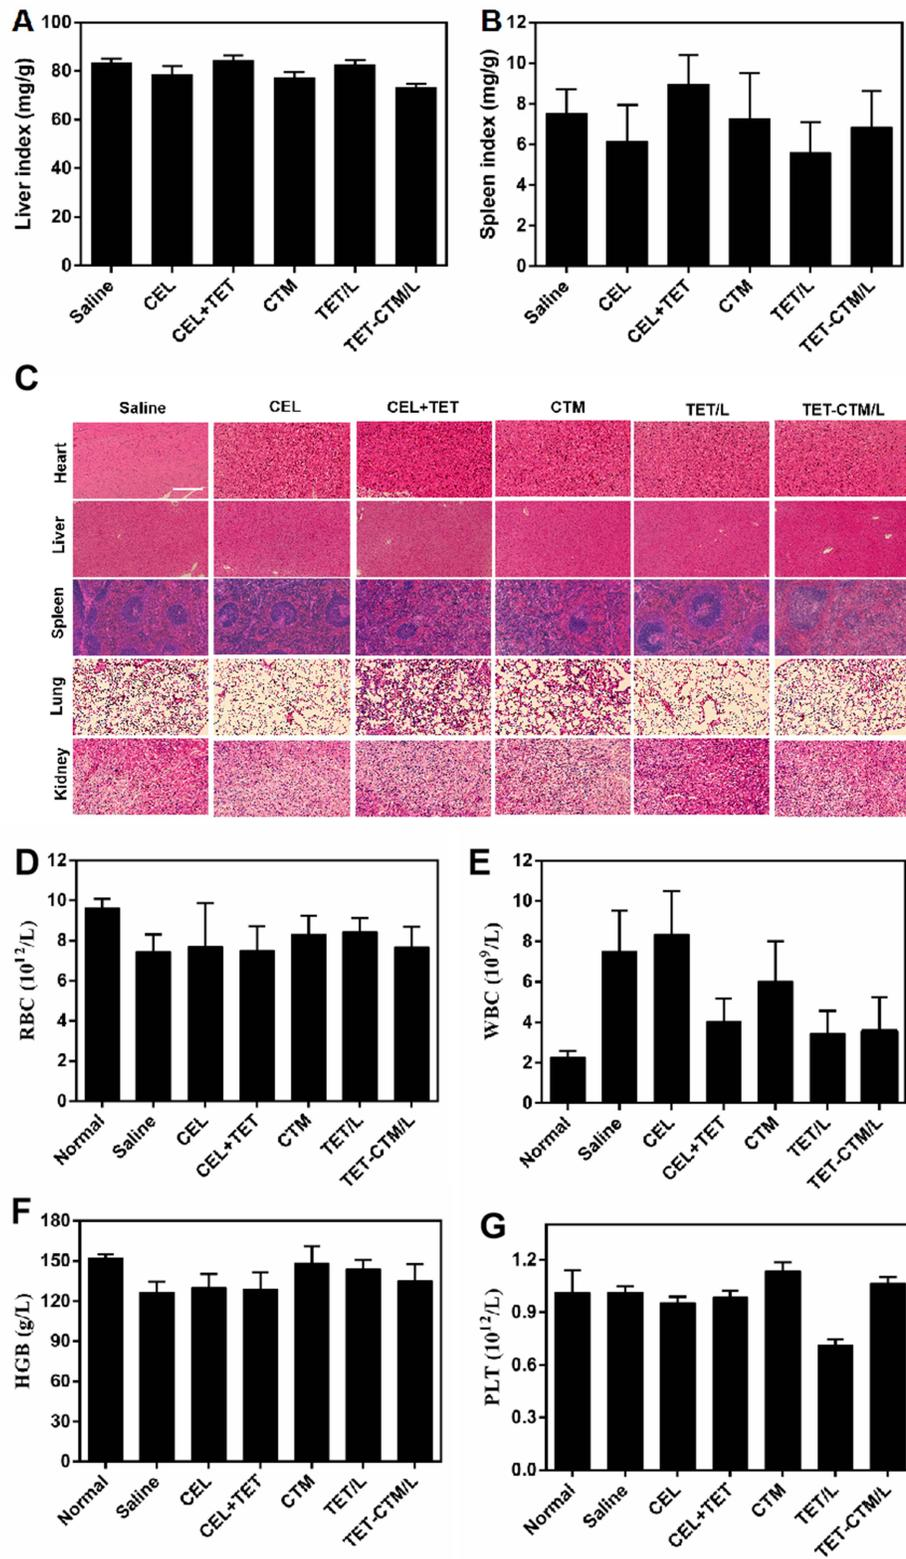 A
Liver index (mg/g)
100
80
60
40
20
0
Saline
CEL
CEL+TET
CTM
TET/L
TET-CTM/L
B
Spleen index (mg/g)
12
10
8
6
4
2
0
Saline
CEL
CEL+TET
CTM
TET/L
TET-CTM/L
C
Saline CEL CEL+TET CTM TET/L TET-CTM/L
Heart
Liver
Spleen
Lung
Kidney
D
RBC (10¹²/L)
12
10
8
6
4
2
0
Normal
Saline
CEL
CEL+TET
CTM
TET/L
TET-CTM/L
E
WBC (10⁹/L)
12
10
8
6
4
2
0
Normal
Saline
CEL
CEL+TET
CTM
TET/L
TET-CTM/L
F
HGB (g/L)
180
150
120
90
60
30
0
Normal
Saline
CEL
CEL+TET
CTM
TET/L
TET-CTM/L
G
PLT (10¹²/L)
1.2
0.9
0.6
0.3
0.0
Normal
Saline
CEL
CEL+TET
CTM
TET/L
TET-CTM/L